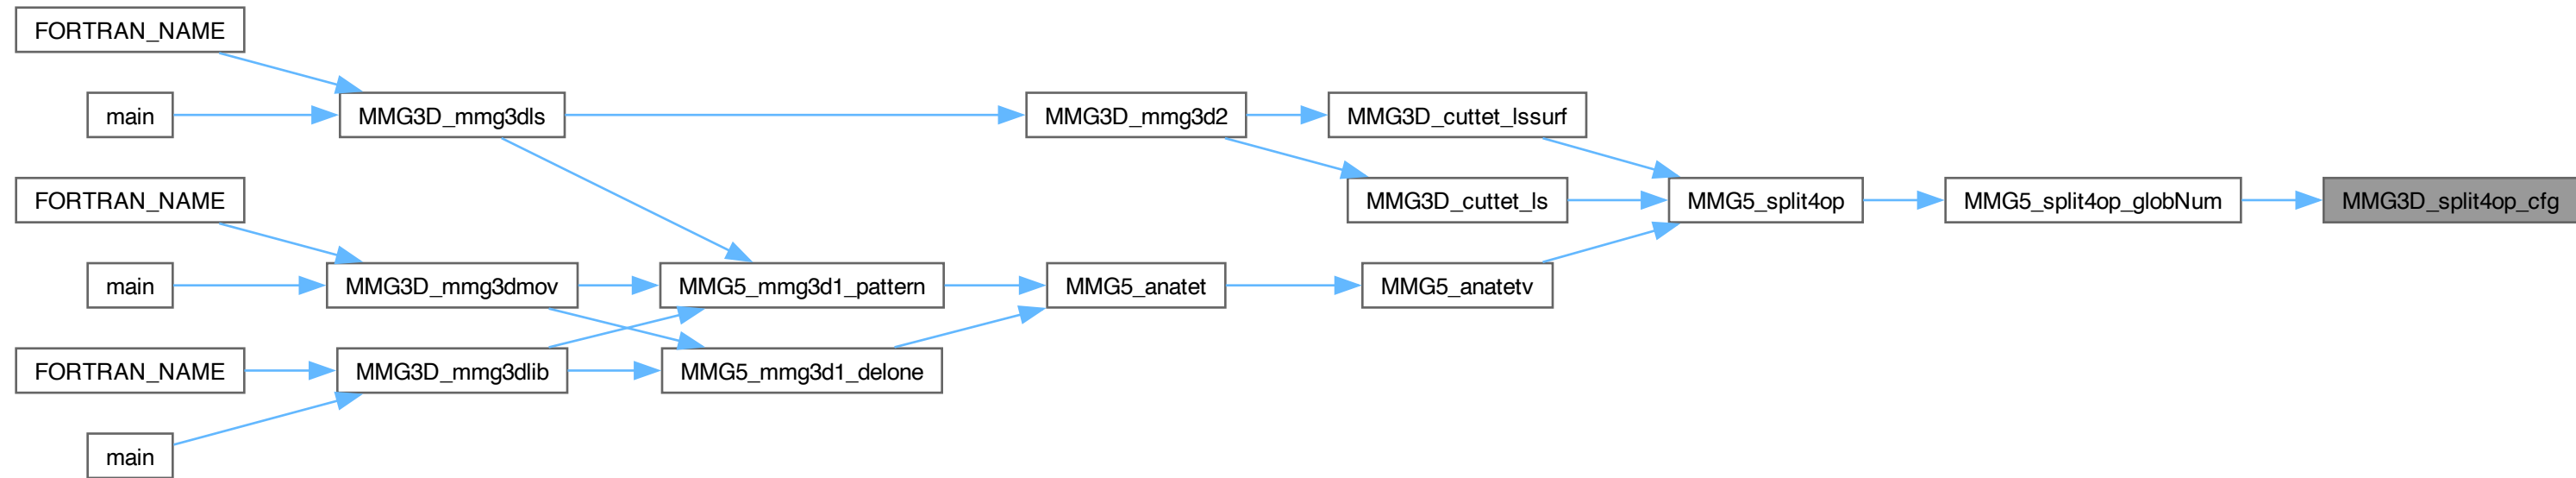 FORTRAN_NAME
main
MMG3D_mmg3dls
MMG3D_mmg3d2
MMG3D_cuttet_lssurf
FORTRAN_NAME
MMG3D_cuttet_ls
MMG5_split4op
MMG5_split4op_globNum
MMG3D_split4op_cfg
main
MMG3D_mmg3dmov
MMG5_mmg3d1_pattern
MMG5_anatet
MMG5_anatetv
FORTRAN_NAME
MMG3D_mmg3dlib
MMG5_mmg3d1_delone
main